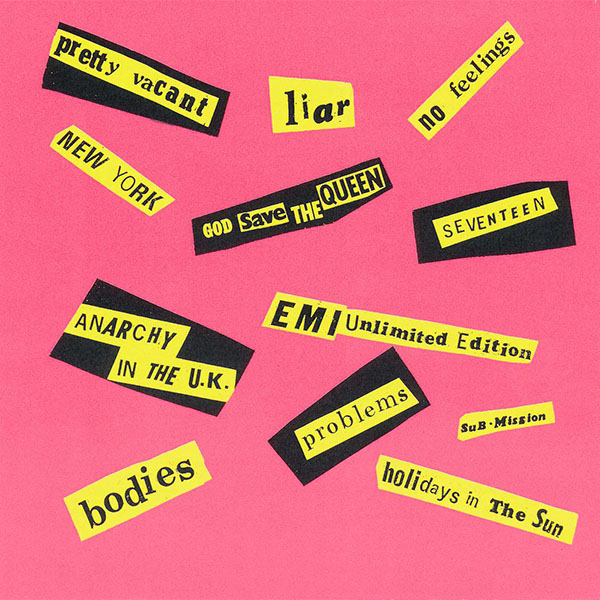 pretty vacant
liar
no feelings
NEW YORK
GOD Save THE QUEEN
SEVENTEEN
ANARCHY
IN THE U.K.
EMI Unlimited Edition
problems
SuB·Mission
bodies
holidays in The Sun